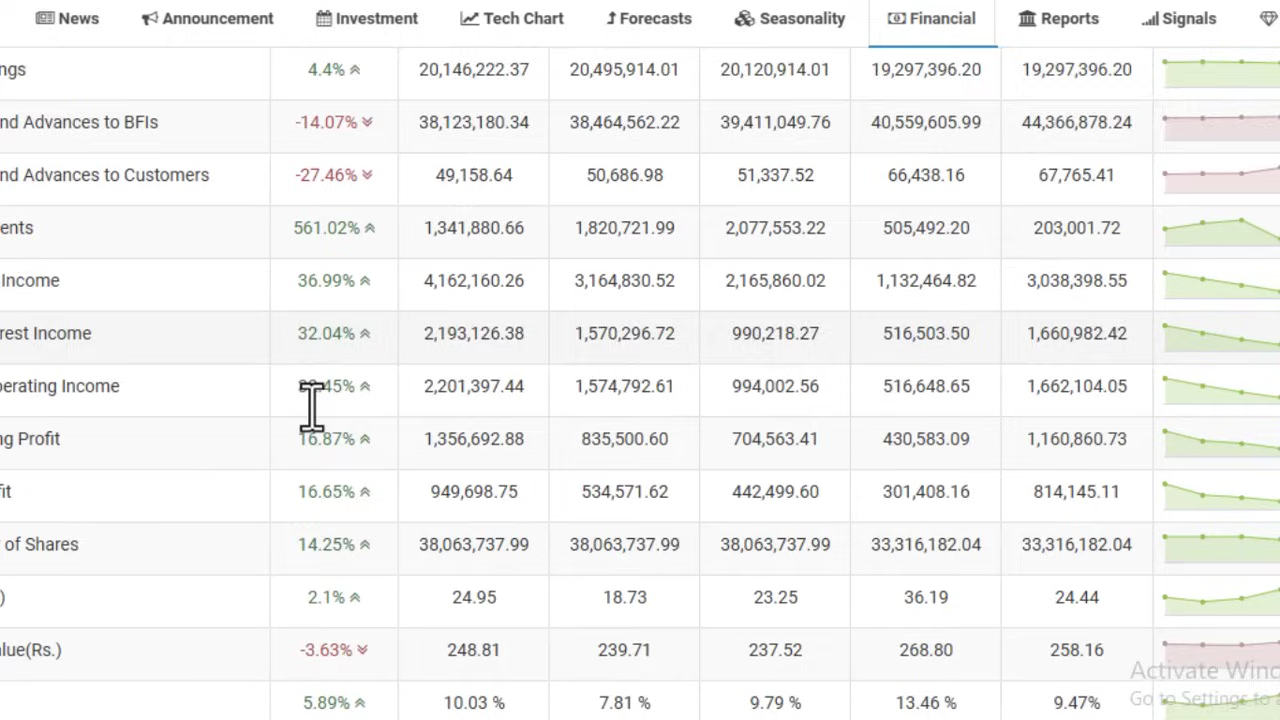 News Announcement Investment Tech Chart Forecasts Seasonality Financial Reports Signals
ngs 4.4% 20,146,222.37 20,495,914.01 20,120,914.01 19,297,396.20 19,297,396.20
nd Advances to BFIs -14.07% 38,123,180.34 38,464,562.22 39,411,049.76 40,559,605.99 44,366,878.24
nd Advances to Customers -27.46% 49,158.64 50,686.98 51,337.52 66,438.16 67,765.41
ents 561.02% 1,341,880.66 1,820,721.99 2,077,553.22 505,492.20 203,001.72
Income 36.99% 4,162,160.26 3,164,830.52 2,165,860.02 1,132,464.82 3,038,398.55
rest Income 32.04% 2,193,126.38 1,570,296.72 990,218.27 516,503.50 1,660,982.42
perating Income 2,201,397.44 1,574,792.61 994,002.56 516,648.65 1,662,104.05
ng Profit 16.87% 1,356,692.88 835,500.60 704,563.41 430,583.09 1,160,860.73
fit 16.65% 949,698.75 534,571.62 442,499.60 301,408.16 814,145.11
of Shares 14.25% 38,063,737.99 38,063,737.99 38,063,737.99 33,316,182.04 33,316,182.04
) 2.1% 24.95 18.73 23.25 36.19 24.44
lue(Rs.) -3.63% 248.81 239.71 237.52 268.80 258.16
5.89% 10.03 % 7.81 % 9.79 % 13.46 % 9.47%
Activate Winc
Go to Settings to a